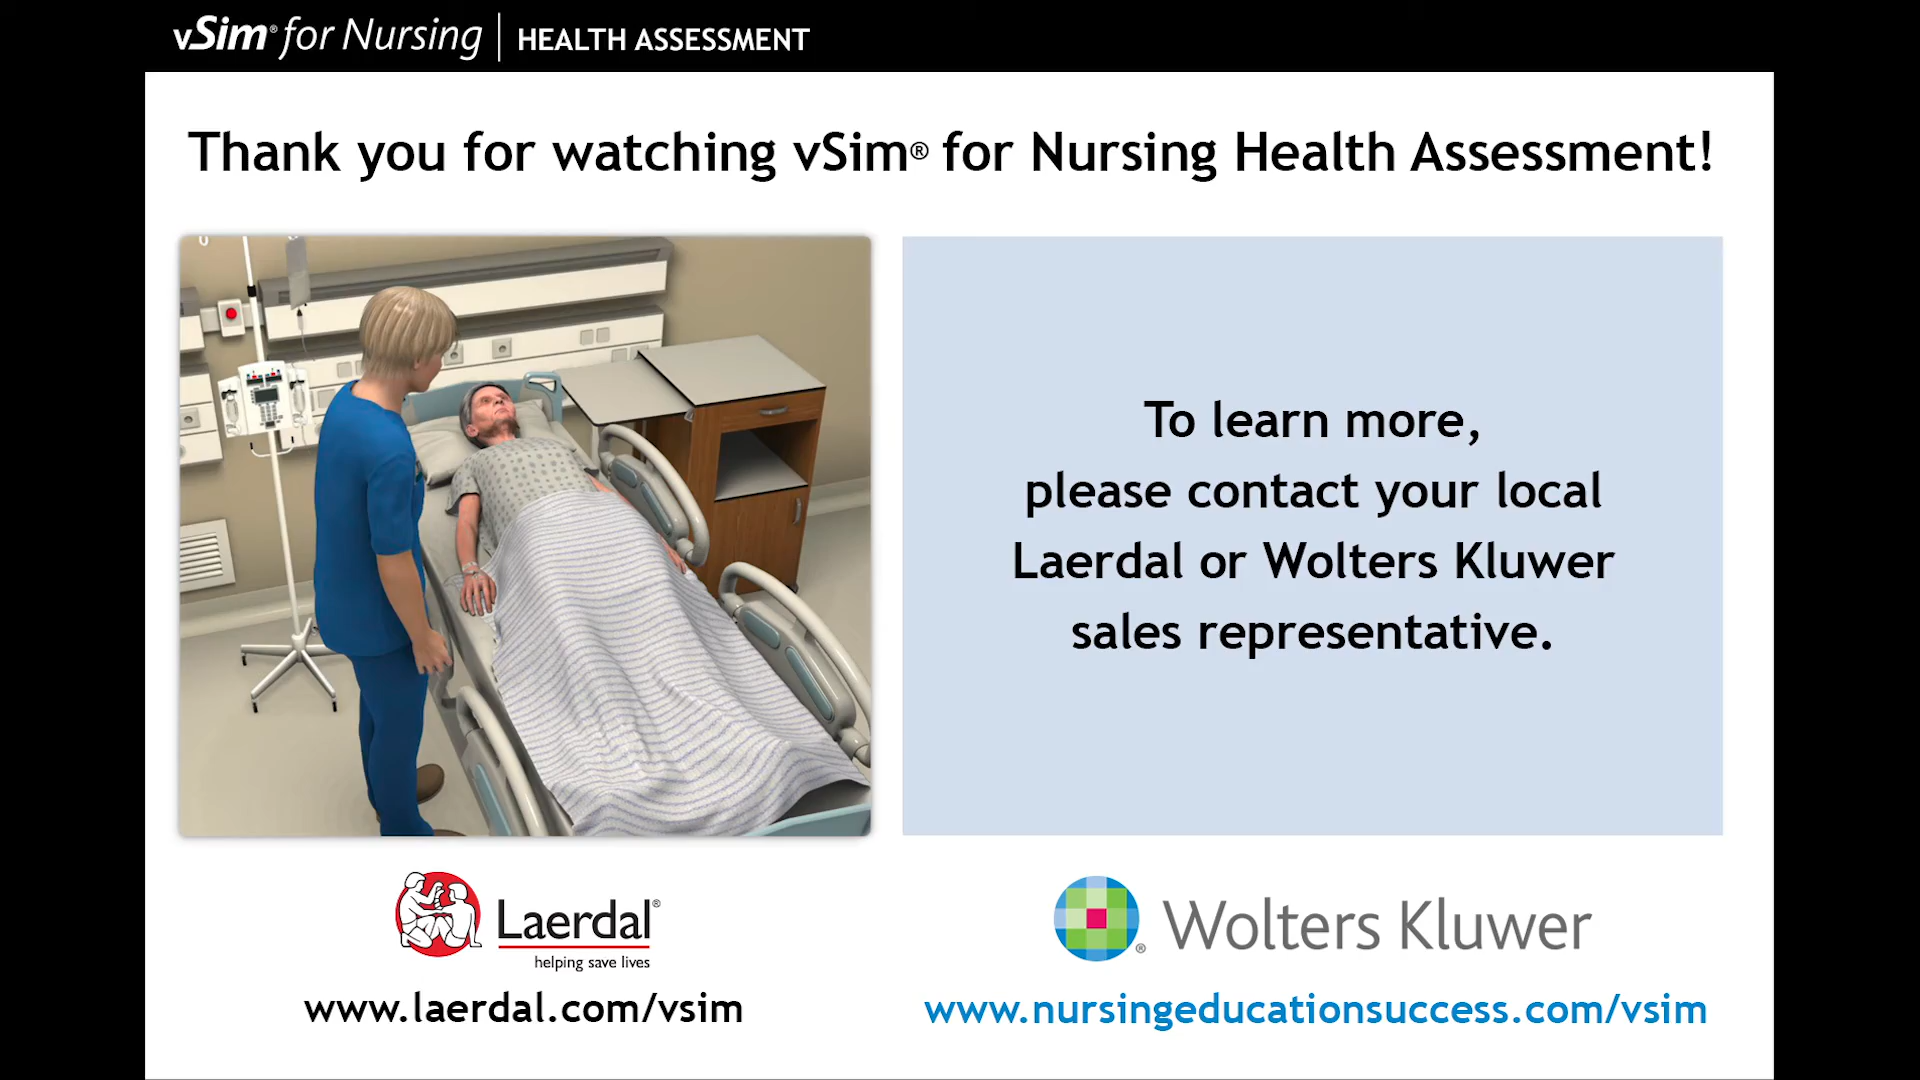 vSim® for Nursing | HEALTH ASSESSMENT
Thank you for watching vSim® for Nursing Health Assessment!
To learn more,
please contact your local
Laerdal or Wolters Kluwer
sales representative.
Laerdal®
helping save lives
www.laerdal.com/vsim
® Wolters Kluwer
www.nursingeducationsuccess.com/vsim